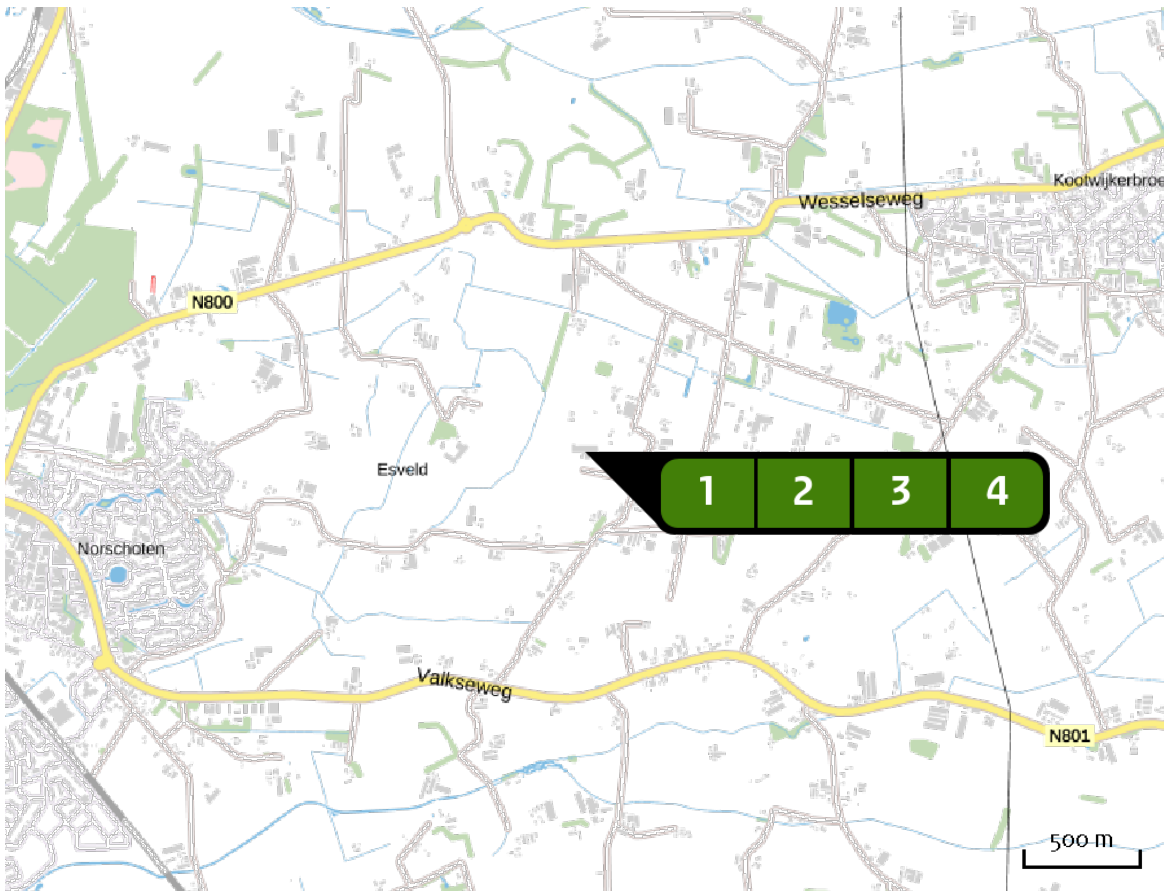 Kootwijkerbroe
Wesselseweg
N800
Esveld
1 2 3 4
Norschoten
Valkseweg
N801
500 m